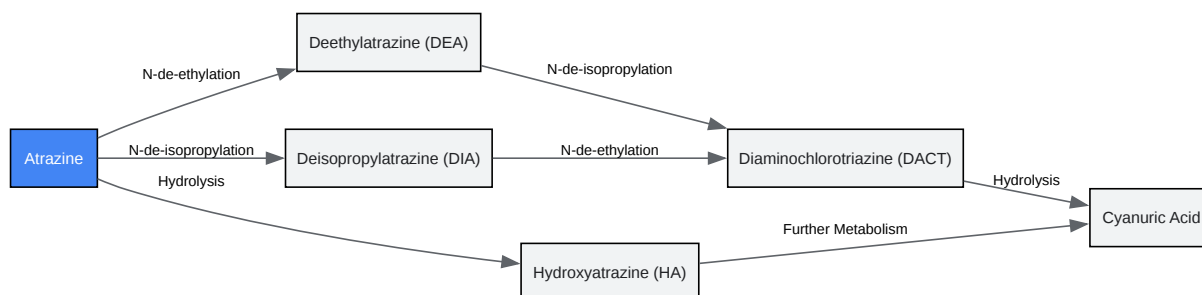 Deethylatrazine (DEA)
N-de-ethylation
N-de-isopropylation
Atrazine
N-de-isopropylation
Deisopropylatrazine (DIA)
N-de-ethylation
Diaminochlorotriazine (DACT)
Hydrolysis
Hydrolysis
Cyanuric Acid
Further Metabolism
Hydroxyatrazine (HA)